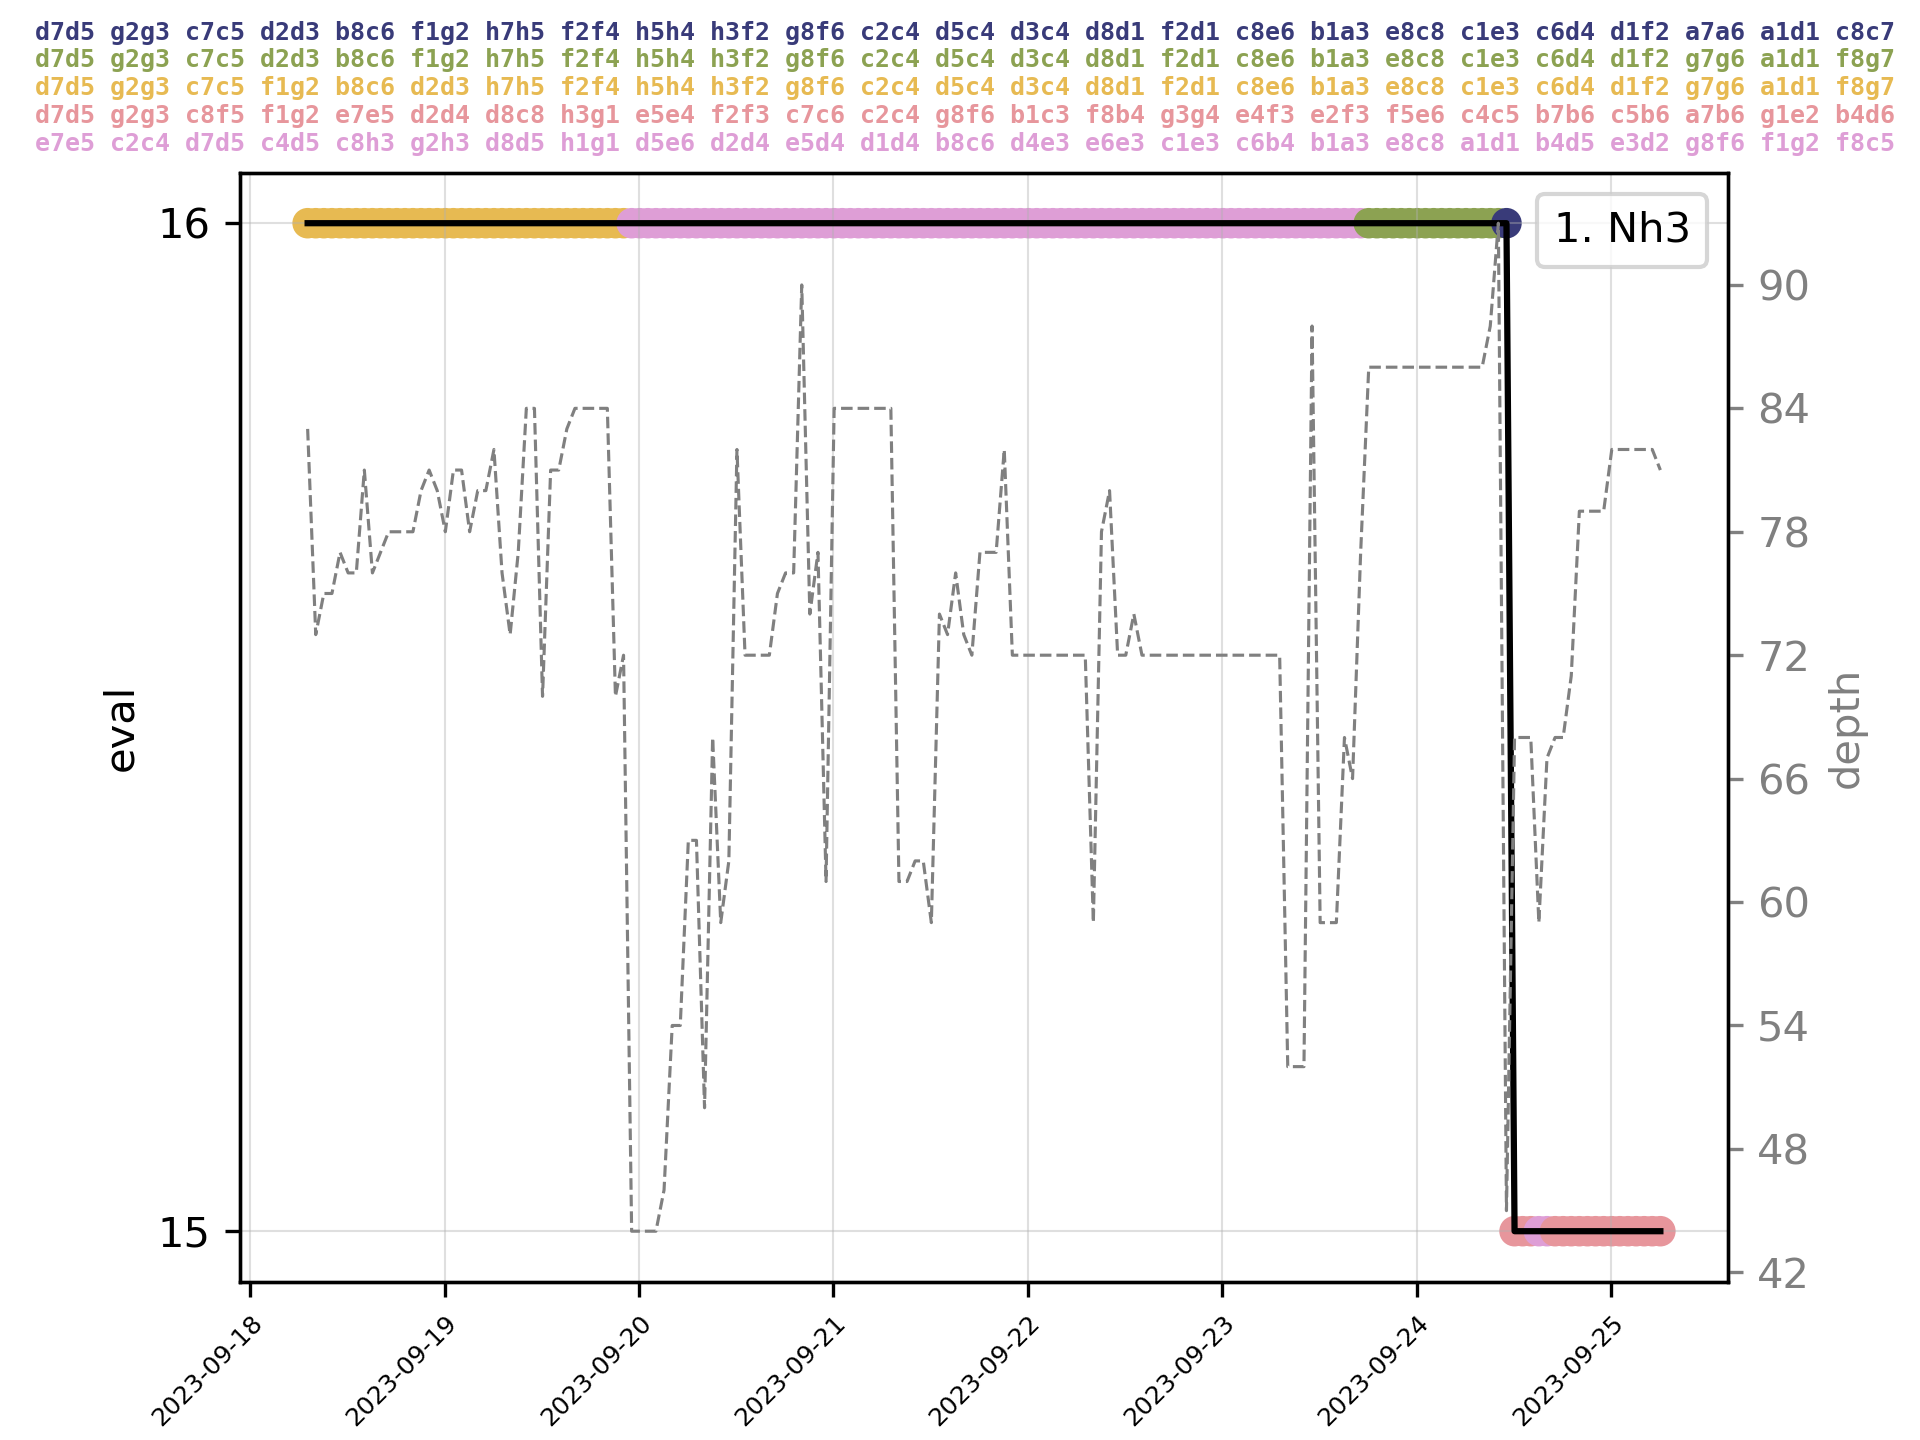 d7d5 g2g3 c7c5 d2d3 b8c6 f1g2 h7h5 f2f4 h5h4 h3f2 g8f6 c2c4 d5c4 d3c4 d8d1 f2d1 c8e6 b1a3 e8c8 c1e3 c6d4 d1f2 a7a6 a1d1 c8c7
d7d5 g2g3 c7c5 d2d3 b8c6 f1g2 h7h5 f2f4 h5h4 h3f2 g8f6 c2c4 d5c4 d3c4 d8d1 f2d1 c8e6 b1a3 e8c8 c1e3 c6d4 d1f2 g7g6 a1d1 f8g7
d7d5 g2g3 c7c5 f1g2 b8c6 d2d3 h7h5 f2f4 h5h4 h3f2 g8f6 c2c4 d5c4 d3c4 d8d1 f2d1 c8e6 b1a3 e8c8 c1e3 c6d4 d1f2 g7g6 a1d1 f8g7
d7d5 g2g3 c8f5 f1g2 e7e5 d2d4 d8c8 h3g1 e5e4 f2f3 c7c6 c2c4 g8f6 b1c3 f8b4 g3g4 e4f3 e2f3 f5e6 c4c5 b7b6 c5b6 a7b6 g1e2 b4d6
e7e5 c2c4 d7d5 c4d5 c8h3 g2h3 d8d5 h1g1 d5e6 d2d4 e5d4 d1d4 b8c6 d4e3 e6e3 c1e3 c6b4 b1a3 e8c8 a1d1 b4d5 e3d2 g8f6 f1g2 f8c5
1. Nh3
16
15
eval
90
84
78
72
66
60
54
48
42
depth
2023-09-18
2023-09-19
2023-09-20
2023-09-21
2023-09-22
2023-09-23
2023-09-24
2023-09-25